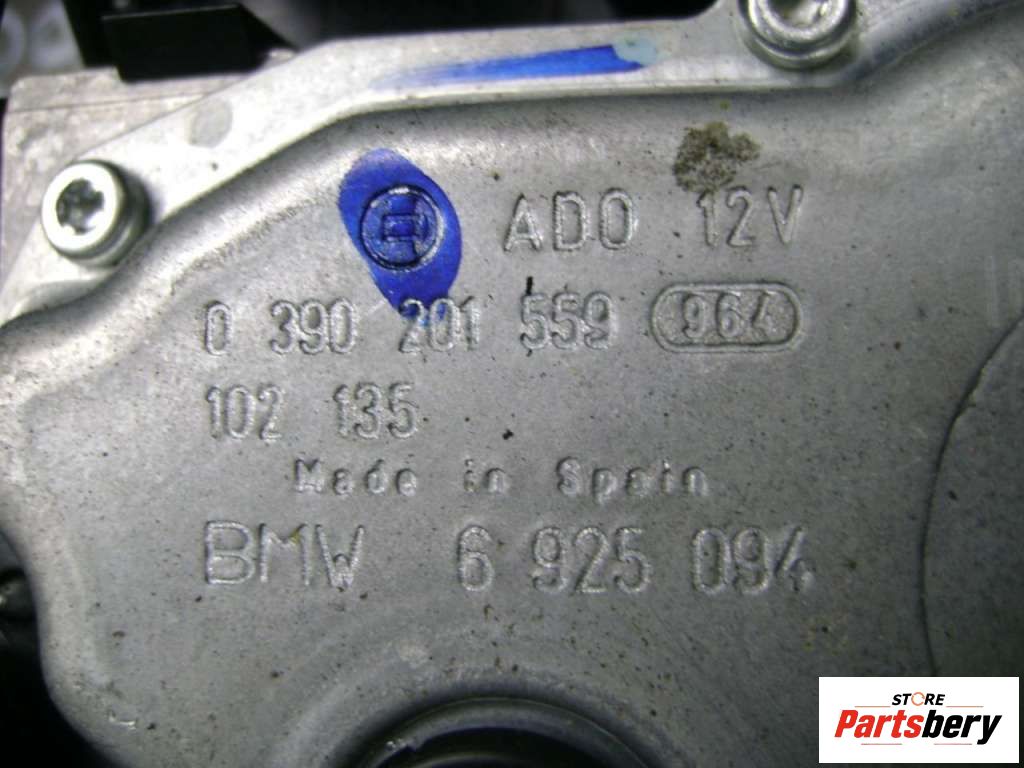 ADO 12V
0 390 201 559 964
102 135
Made in Spain
BMW 6 925 094
STORE
Partsbery